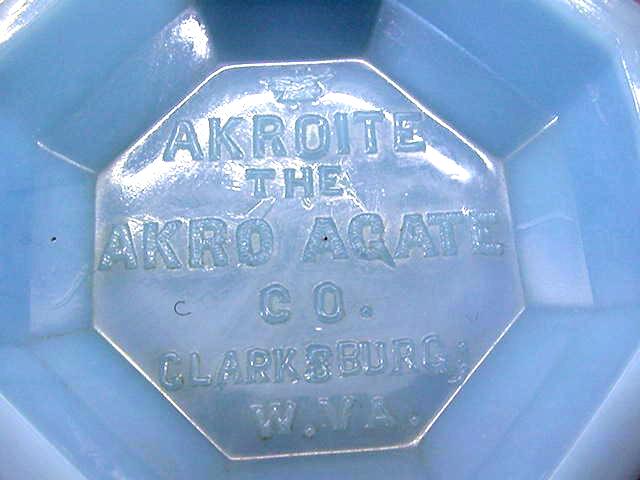 AKROITE
THE
AKRO AGATE
CO.
CLARKSBURG,
W.VA.